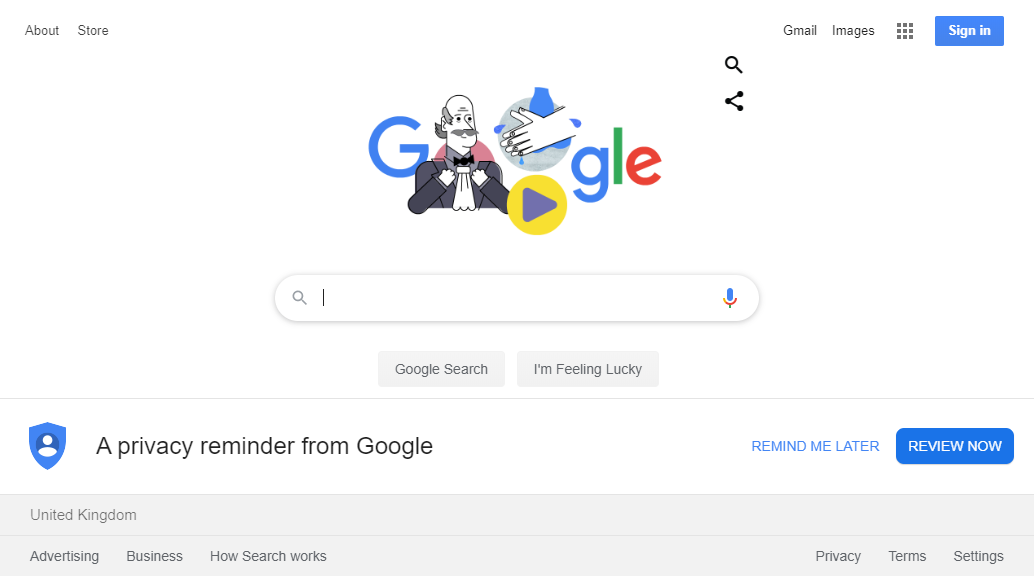 About Store Gmail Images Sign in
Google
Google Search I'm Feeling Lucky
A privacy reminder from Google REMIND ME LATER REVIEW NOW
United Kingdom
Advertising Business How Search works Privacy Terms Settings